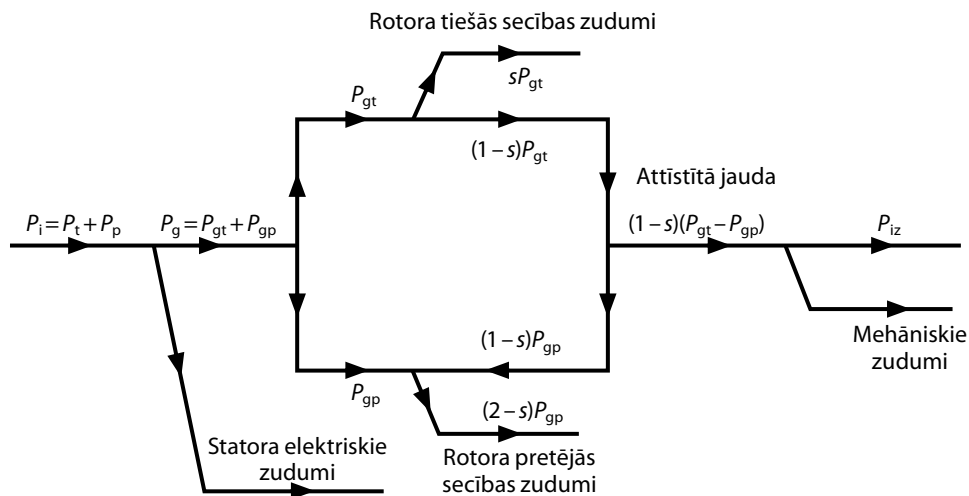 Rotora tiešās secības zudumi
sP_gt
P_gt
(1 – s)P_gt
Attīstītā jauda
P_i = P_t + P_p
P_g = P_gt + P_gp
(1 – s)(P_gt – P_gp)
P_iz
(1 – s)P_gp
Mehāniskie
zudumi
P_gp
(2 – s)P_gp
Statora elektriskie
zudumi
Rotora pretējās
secības zudumi